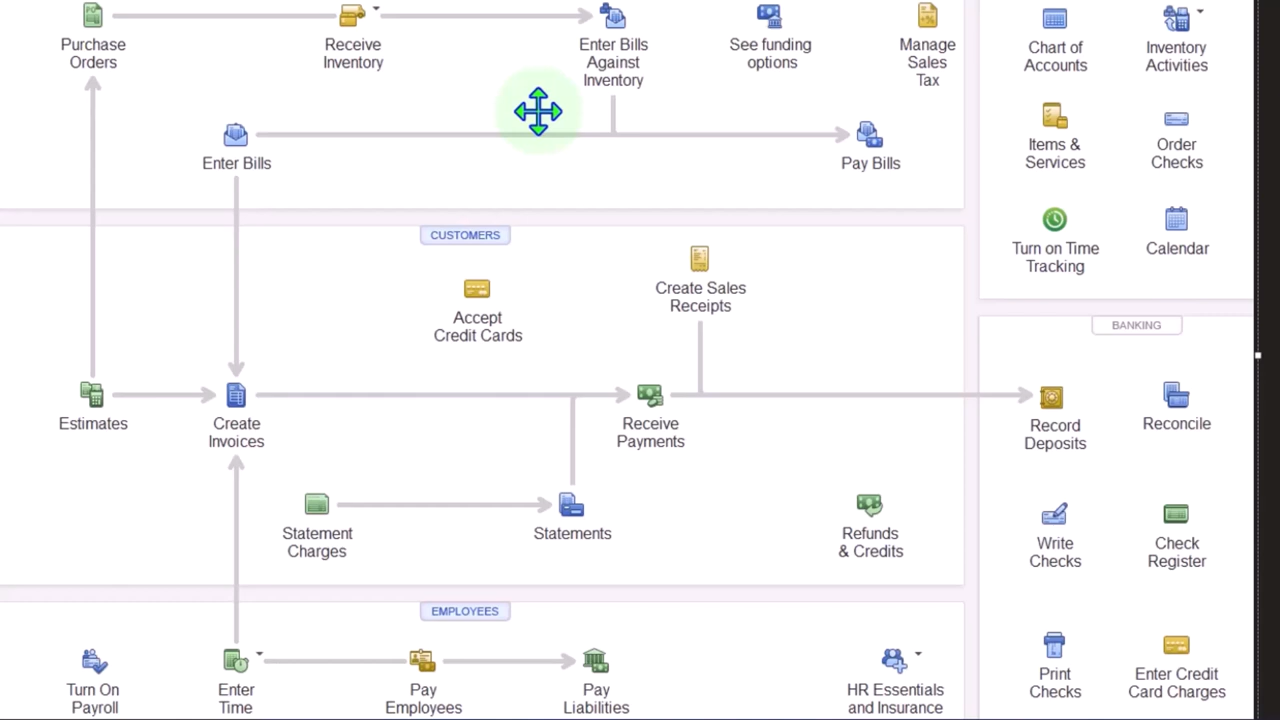 Purchase
Orders
Receive
Inventory
Enter Bills
Against
Inventory
See funding
options
Manage
Sales
Tax
Chart of
Accounts
Inventory
Activities
Enter Bills
Pay Bills
Items &
Services
Order
Checks
CUSTOMERS
Turn on Time
Tracking
Calendar
Create Sales
Receipts
Accept
Credit Cards
BANKING
Estimates
Create
Invoices
Receive
Payments
Record
Deposits
Reconcile
Statement
Charges
Statements
Refunds
& Credits
Write
Checks
Check
Register
EMPLOYEES
Turn On
Payroll
Enter
Time
Pay
Employees
Pay
Liabilities
HR Essentials
and Insurance
Print
Checks
Enter Credit
Card Charges